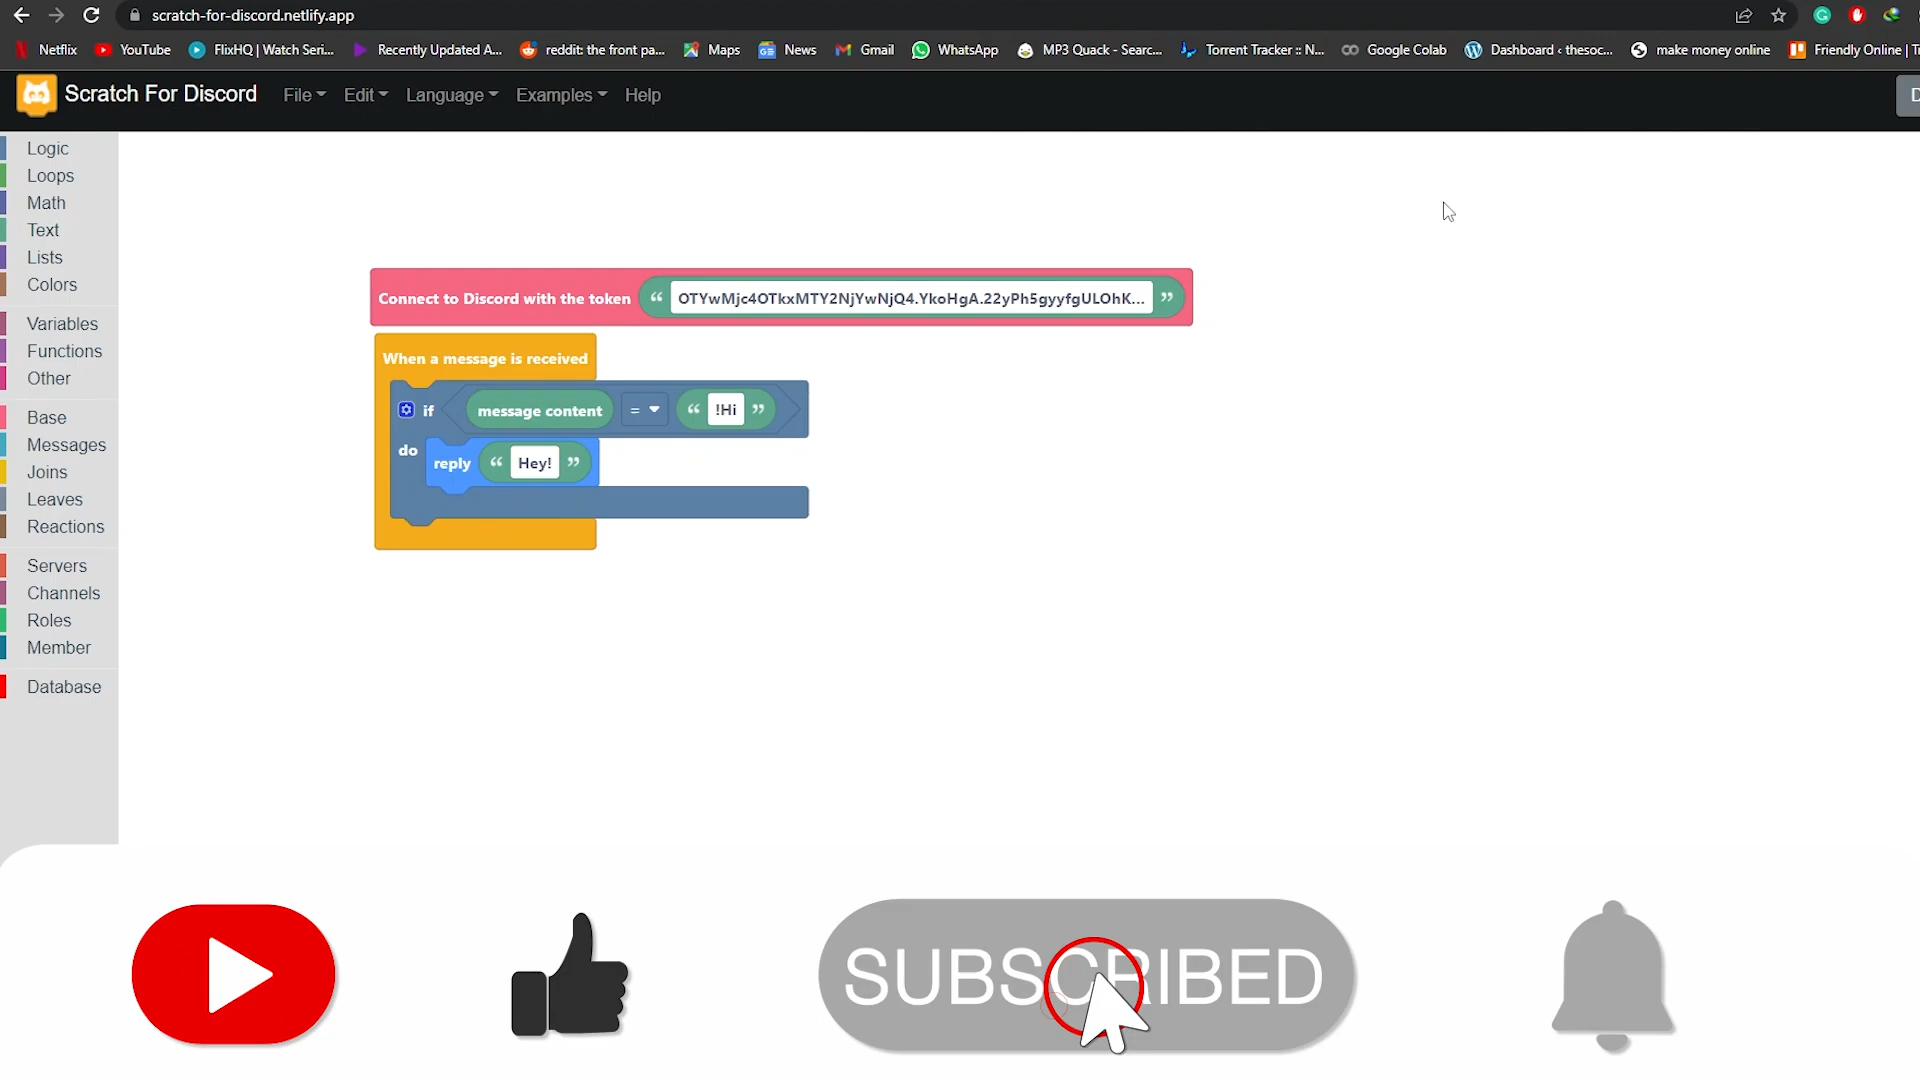 scratch-for-discord.netlify.app
Netflix YouTube FlixHQ | Watch Seri... Recently Updated A... reddit: the front pa... Maps News Gmail WhatsApp MP3 Quack - Searc... Torrent Tracker :: N... Google Colab Dashboard ‹ thesoc... make money online Friendly Online |
Scratch For Discord File Edit Language Examples Help
Logic
Loops
Math
Text
Lists
Colors
Variables
Functions
Other
Base
Messages
Joins
Leaves
Reactions
Servers
Channels
Roles
Member
Database
Connect to Discord with the token “ OTYwMjc4OTkxMTY2NjYwNjQ4.YkoHgA.22yPh5gyyfgULOhK... ”
When a message is received
if message content = “ !Hi ”
do reply “ Hey! ”
SUBSCRIBED